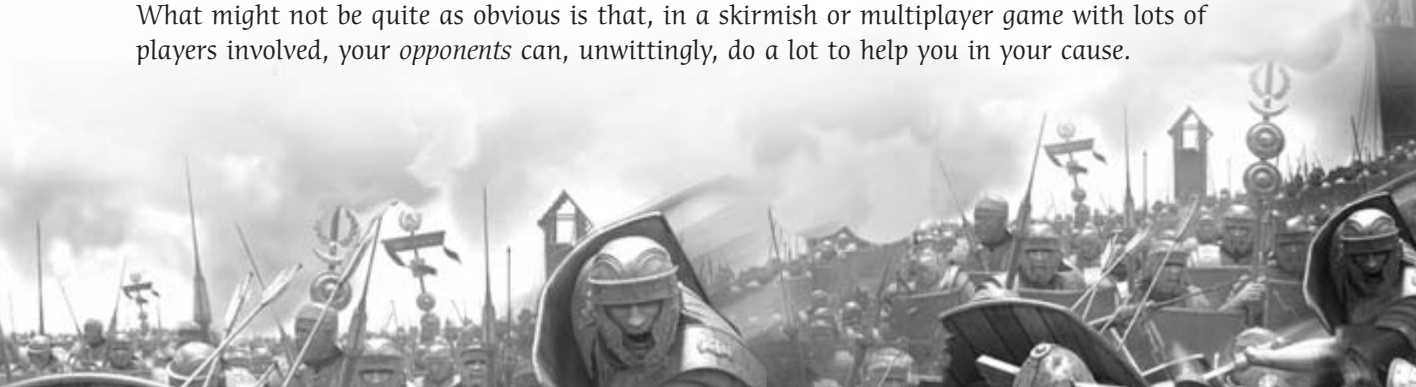 What might not be quite as obvious is that, in a skirmish or multiplayer game with lots of
players involved, your opponents can, unwittingly, do a lot to help you in your cause.